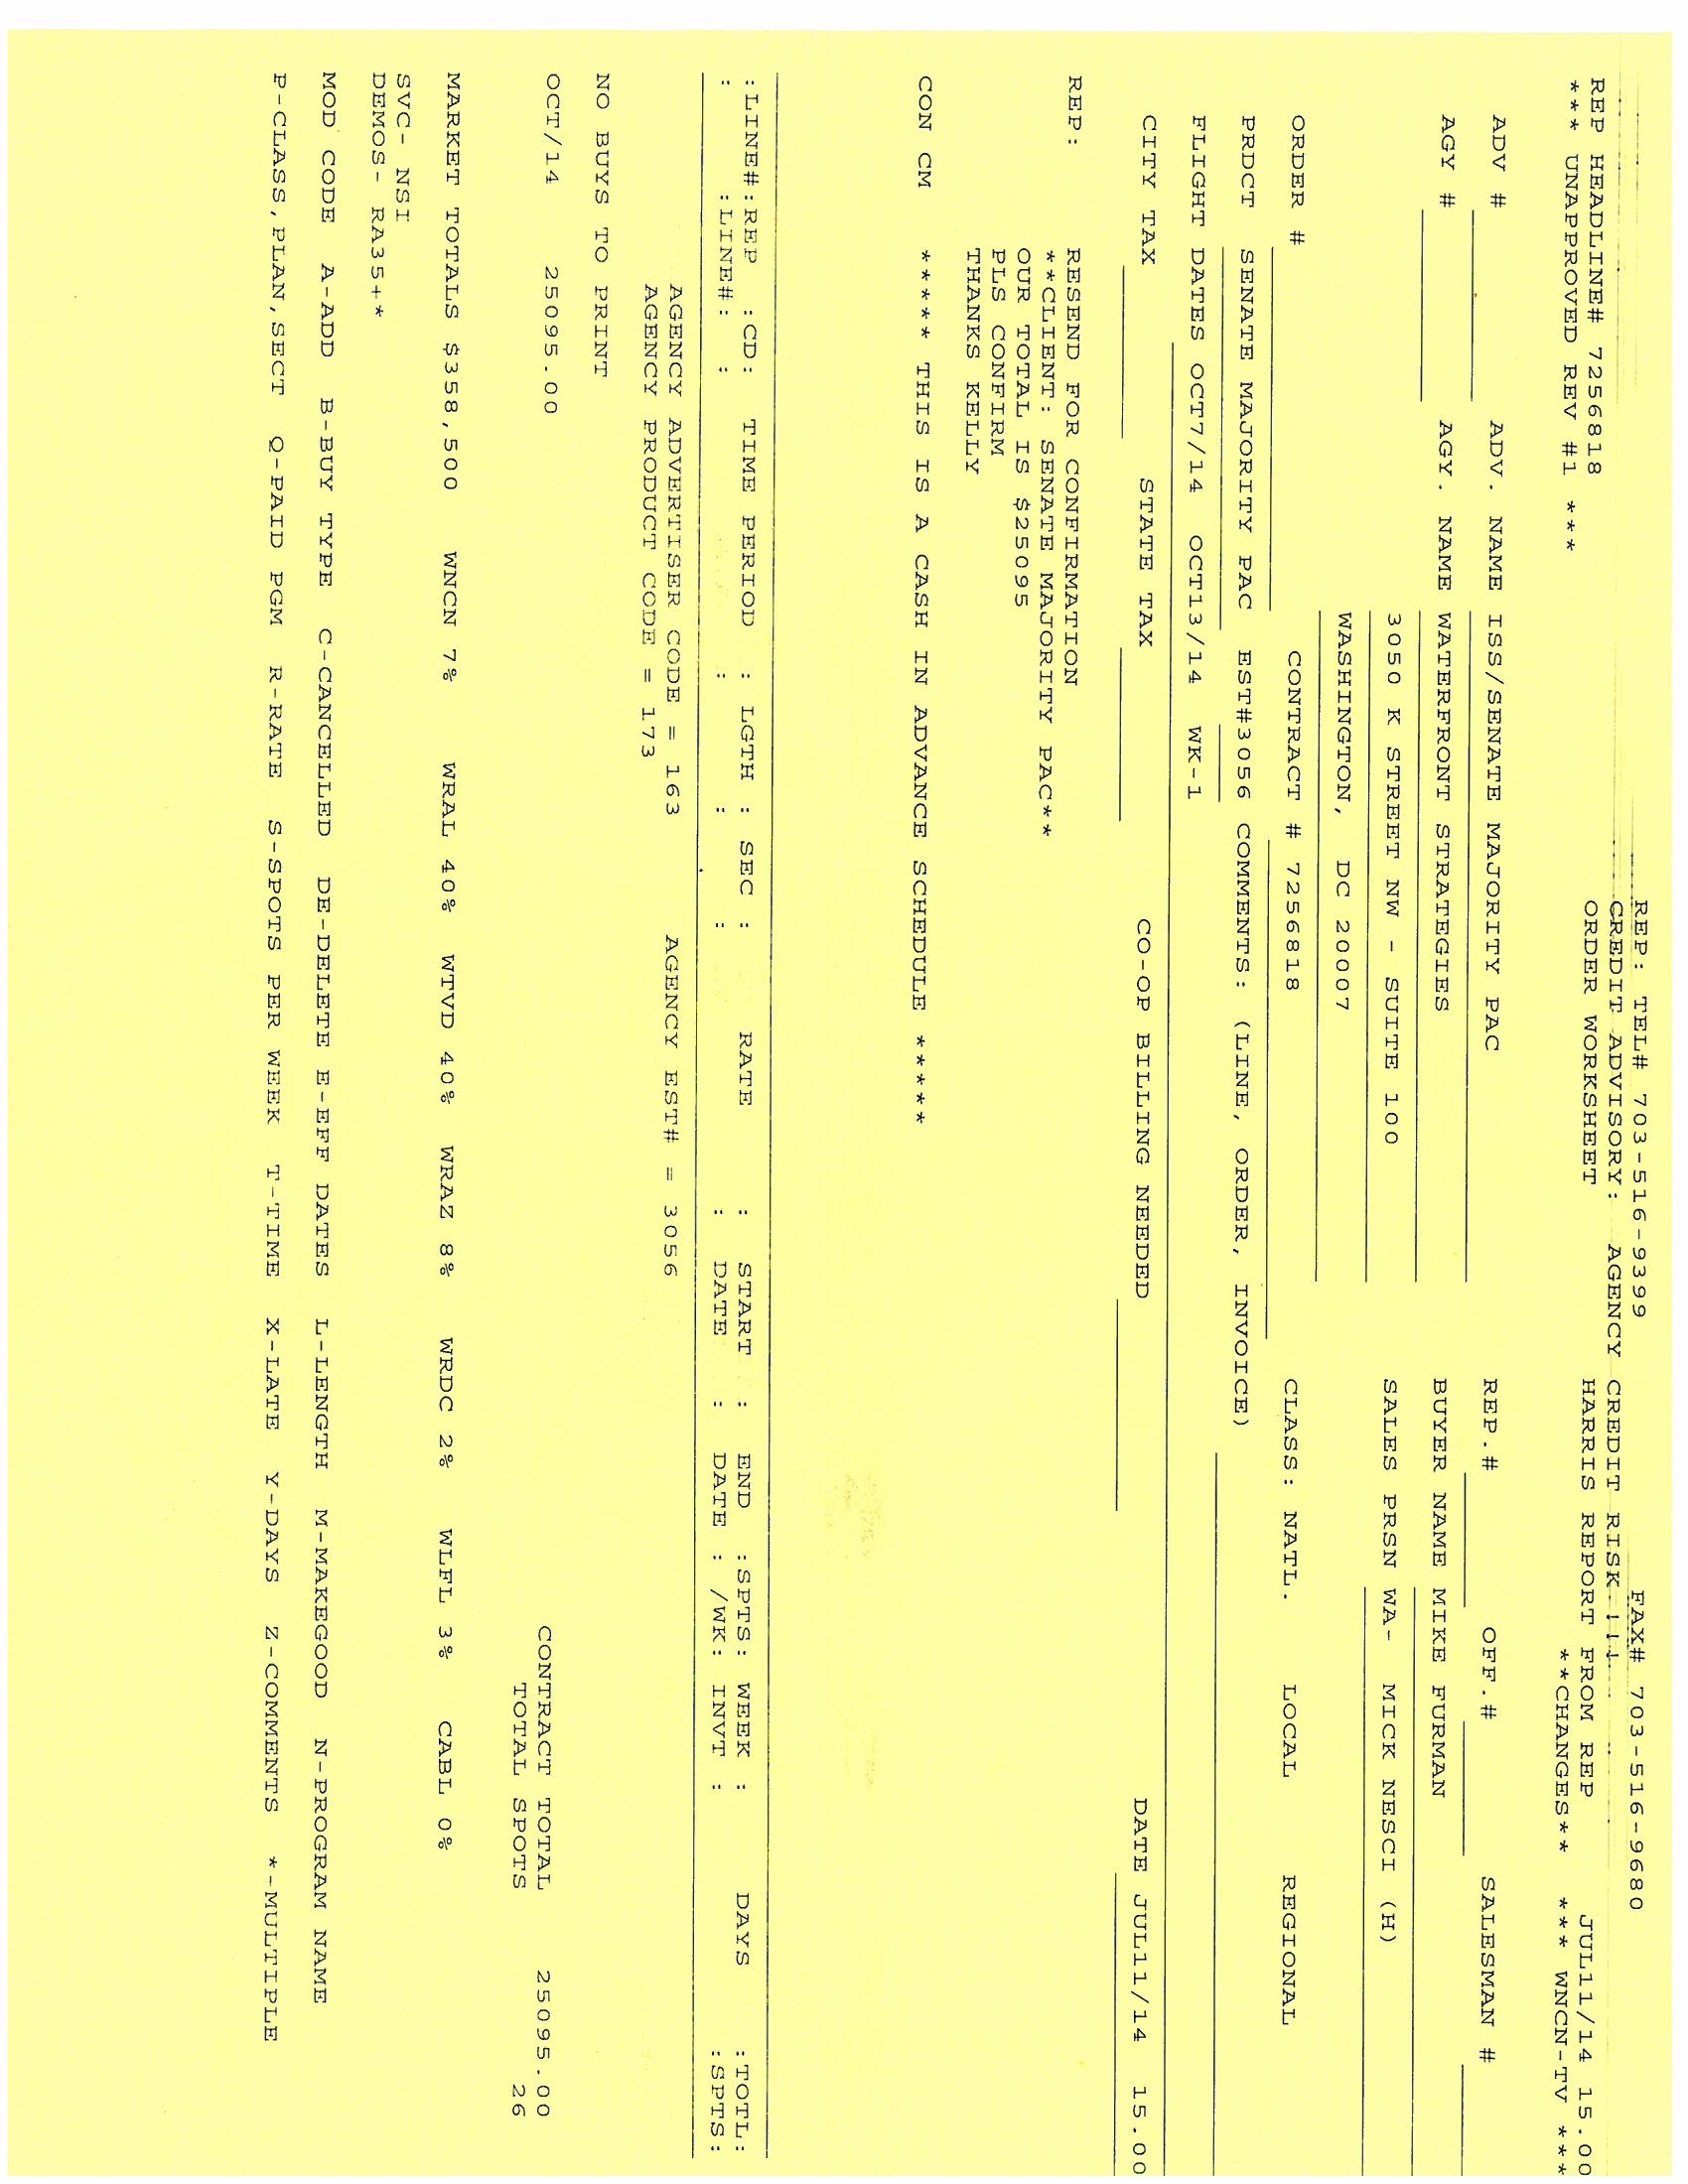 REP: TEL# 703-516-9399 FAX# 703-516-9680
CREDIT ADVISORY: AGENCY CREDIT RISK !!!
REP HEADLINE# 7256818 ORDER WORKSHEET HARRIS REPORT FROM REP JUL11/14 15.00
*** UNAPPROVED REV #1 *** **CHANGES** *** WNCN-TV ***
ADV # ADV. NAME ISS/SENATE MAJORITY PAC REP.# OFF.# SALESMAN #
AGY # AGY. NAME WATERFRONT STRATEGIES BUYER NAME MIKE FURMAN
3050 K STREET NW - SUITE 100 SALES PRSN WA- MICK NESCI (H)
WASHINGTON, DC 20007
ORDER # CONTRACT # 7256818 CLASS: NATL. LOCAL REGIONAL
PRDCT SENATE MAJORITY PAC EST#3056 COMMENTS: (LINE, ORDER, INVOICE)
FLIGHT DATES OCT7/14 OCT13/14 WK-1
CITY TAX STATE TAX CO-OP BILLING NEEDED DATE JUL11/14 15.00
REP: RESEND FOR CONFIRMATION
**CLIENT: SENATE MAJORITY PAC**
OUR TOTAL IS $25095
PLS CONFIRM
THANKS KELLY
CON CM ***** THIS IS A CASH IN ADVANCE SCHEDULE *****
:LINE#:REP :CD: TIME PERIOD : LGTH : SEC : RATE : START : END :SPTS: WEEK : DAYS :TOTL:
: :LINE#: : : : : : DATE : DATE : /WK: INVT : :SPTS:
AGENCY ADVERTISER CODE = 163 AGENCY EST# = 3056
AGENCY PRODUCT CODE = 173
NO BUYS TO PRINT
OCT/14 25095.00 CONTRACT TOTAL 25095.00
TOTAL SPOTS 26
MARKET TOTALS $358,500 WNCN 7% WRAL 40% WTVD 40% WRAZ 8% WRDC 2% WLFL 3% CABL 0%
SVC- NSI
DEMOS- RA35+*
MOD CODE A-ADD B-BUY TYPE C-CANCELLED DE-DELETE E-EFF DATES L-LENGTH M-MAKEGOOD N-PROGRAM NAME
P-CLASS,PLAN,SECT Q-PAID PGM R-RATE S-SPOTS PER WEEK T-TIME X-LATE Y-DAYS Z-COMMENTS *-MULTIPLE